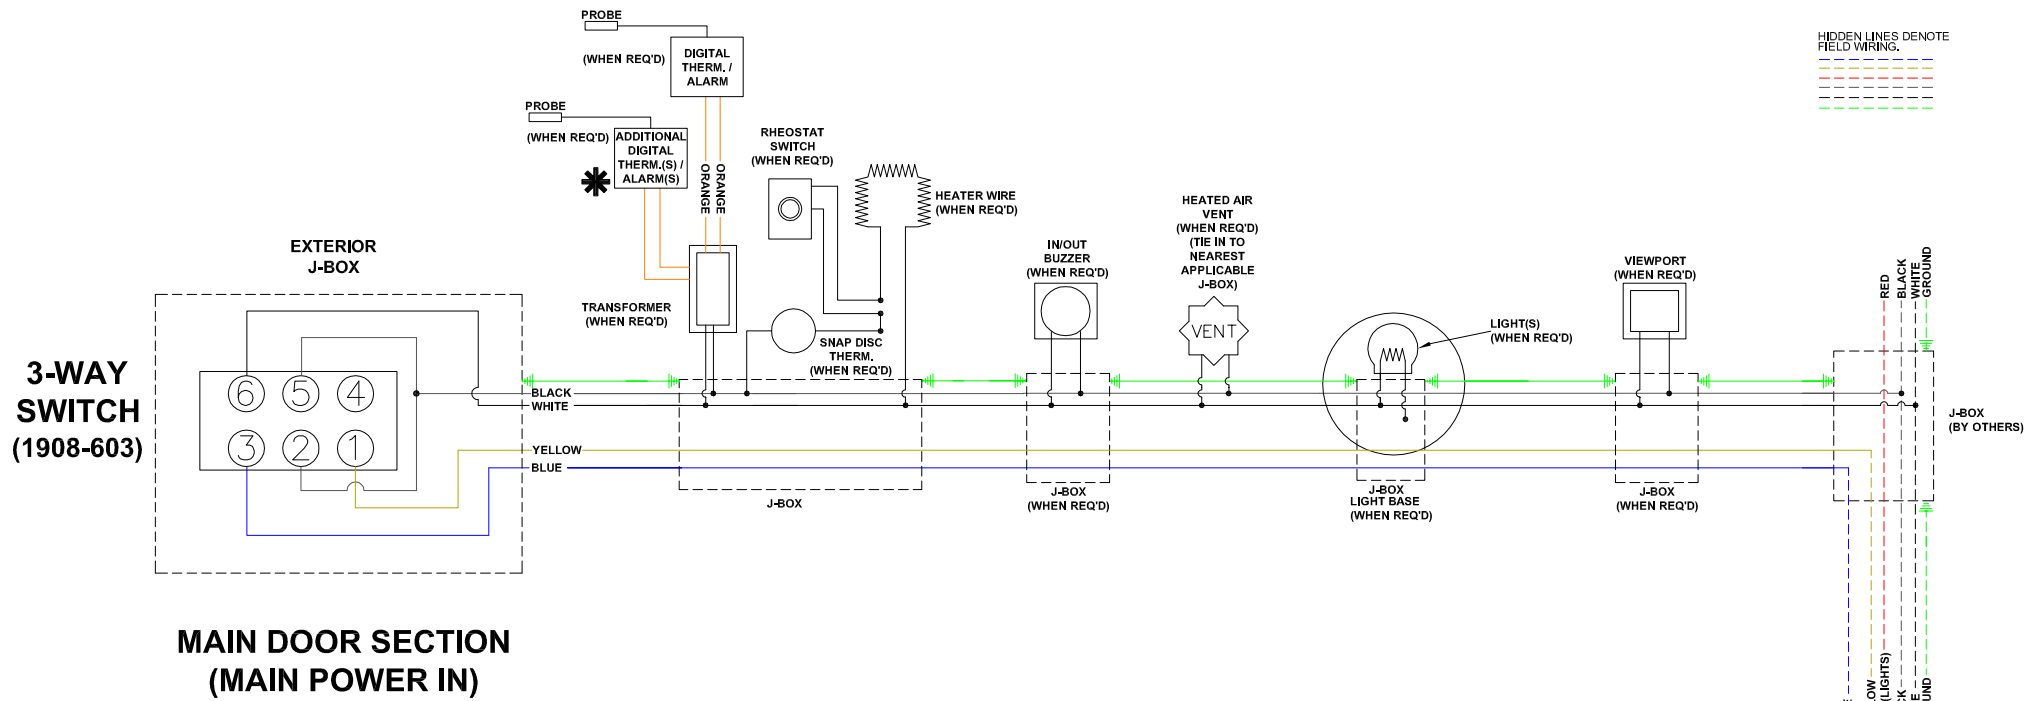 PROBE
(WHEN REQ'D)
DIGITAL
THERM. /
ALARM
HIDDEN LINES DENOTE
FIELD WIRING.
PROBE
(WHEN REQ'D)
ADDITIONAL
DIGITAL
THERM.(S) /
ALARM(S)
ORANGE
ORANGE
RHEOSTAT
SWITCH
(WHEN REQ'D)
HEATER WIRE
(WHEN REQ'D)
HEATED AIR
VENT
(WHEN REQ'D)
(TIE IN TO
NEAREST
APPLICABLE
J-BOX)
EXTERIOR
J-BOX
IN/OUT
BUZZER
(WHEN REQ'D)
VIEWPORT
(WHEN REQ'D)
RED
BLACK
WHITE
GROUND
TRANSFORMER
(WHEN REQ'D)
SNAP DISC
THERM.
(WHEN REQ'D)
VENT
LIGHT(S)
(WHEN REQ'D)
3-WAY
SWITCH
(1908-603)
6
5
4
3
2
1
BLACK
WHITE
YELLOW
BLUE
J-BOX
(BY OTHERS)
J-BOX
J-BOX
(WHEN REQ'D)
J-BOX
LIGHT BASE
(WHEN REQ'D)
J-BOX
(WHEN REQ'D)
MAIN DOOR SECTION
(MAIN POWER IN)
(LIGHTS)